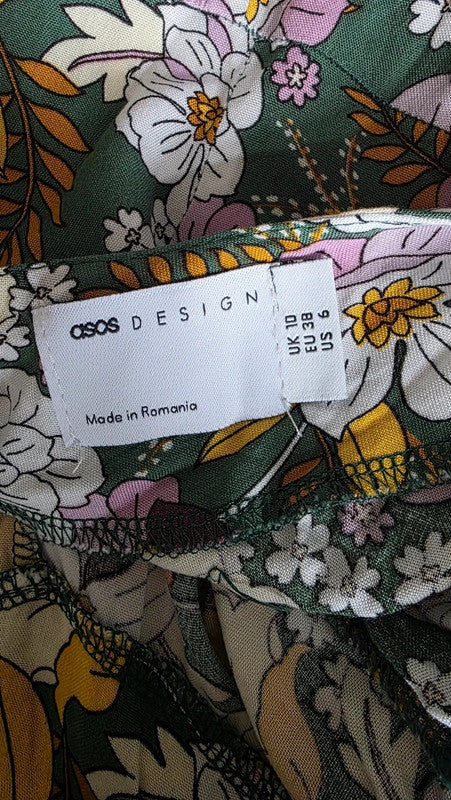 asos DESIGN
Made in Romania
UK 10
EU 38
US 6